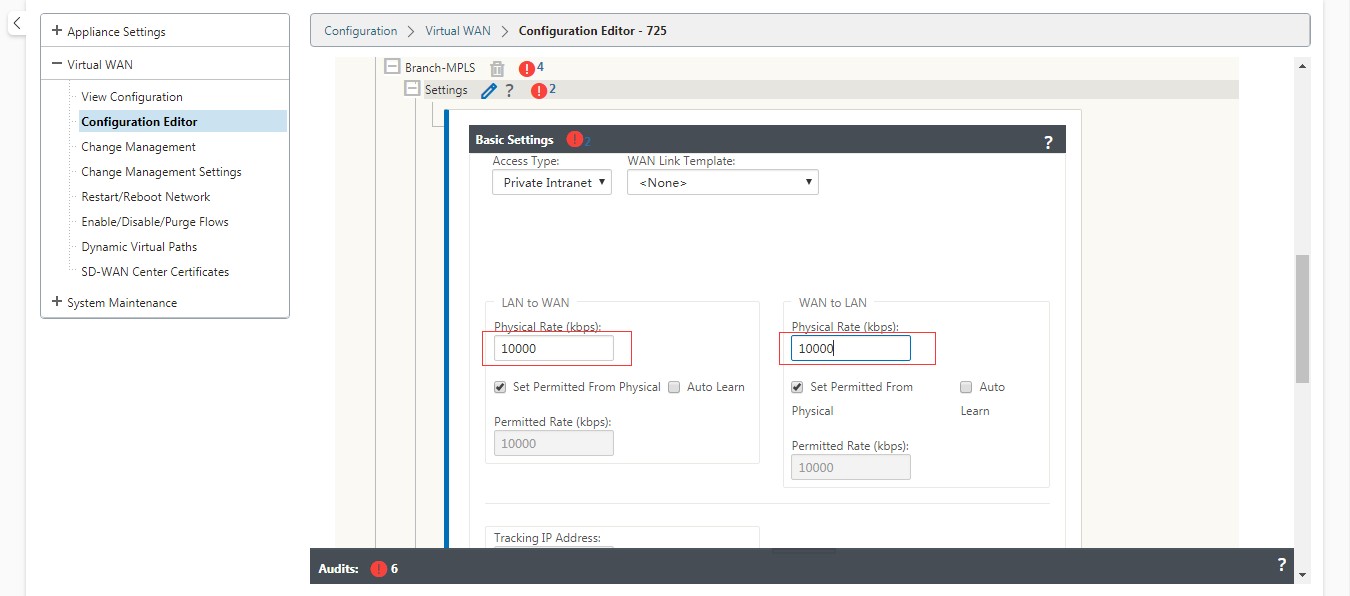 + Appliance Settings
Configuration > Virtual WAN > Configuration Editor - 725
− Virtual WAN
View Configuration
Configuration Editor
Change Management
Change Management Settings
Restart/Reboot Network
Enable/Disable/Purge Flows
Dynamic Virtual Paths
SD-WAN Center Certificates
+ System Maintenance
Branch-MPLS ! 4
Settings ? ! 2
Basic Settings ! 2 ?
Access Type: WAN Link Template:
Private Intranet <None>
LAN to WAN
Physical Rate (kbps):
10000
Set Permitted From Physical Auto Learn
Permitted Rate (kbps):
10000
WAN to LAN
Physical Rate (kbps):
10000
Set Permitted From Auto
Physical Learn
Permitted Rate (kbps):
10000
Tracking IP Address:
Audits: ! 6 ?